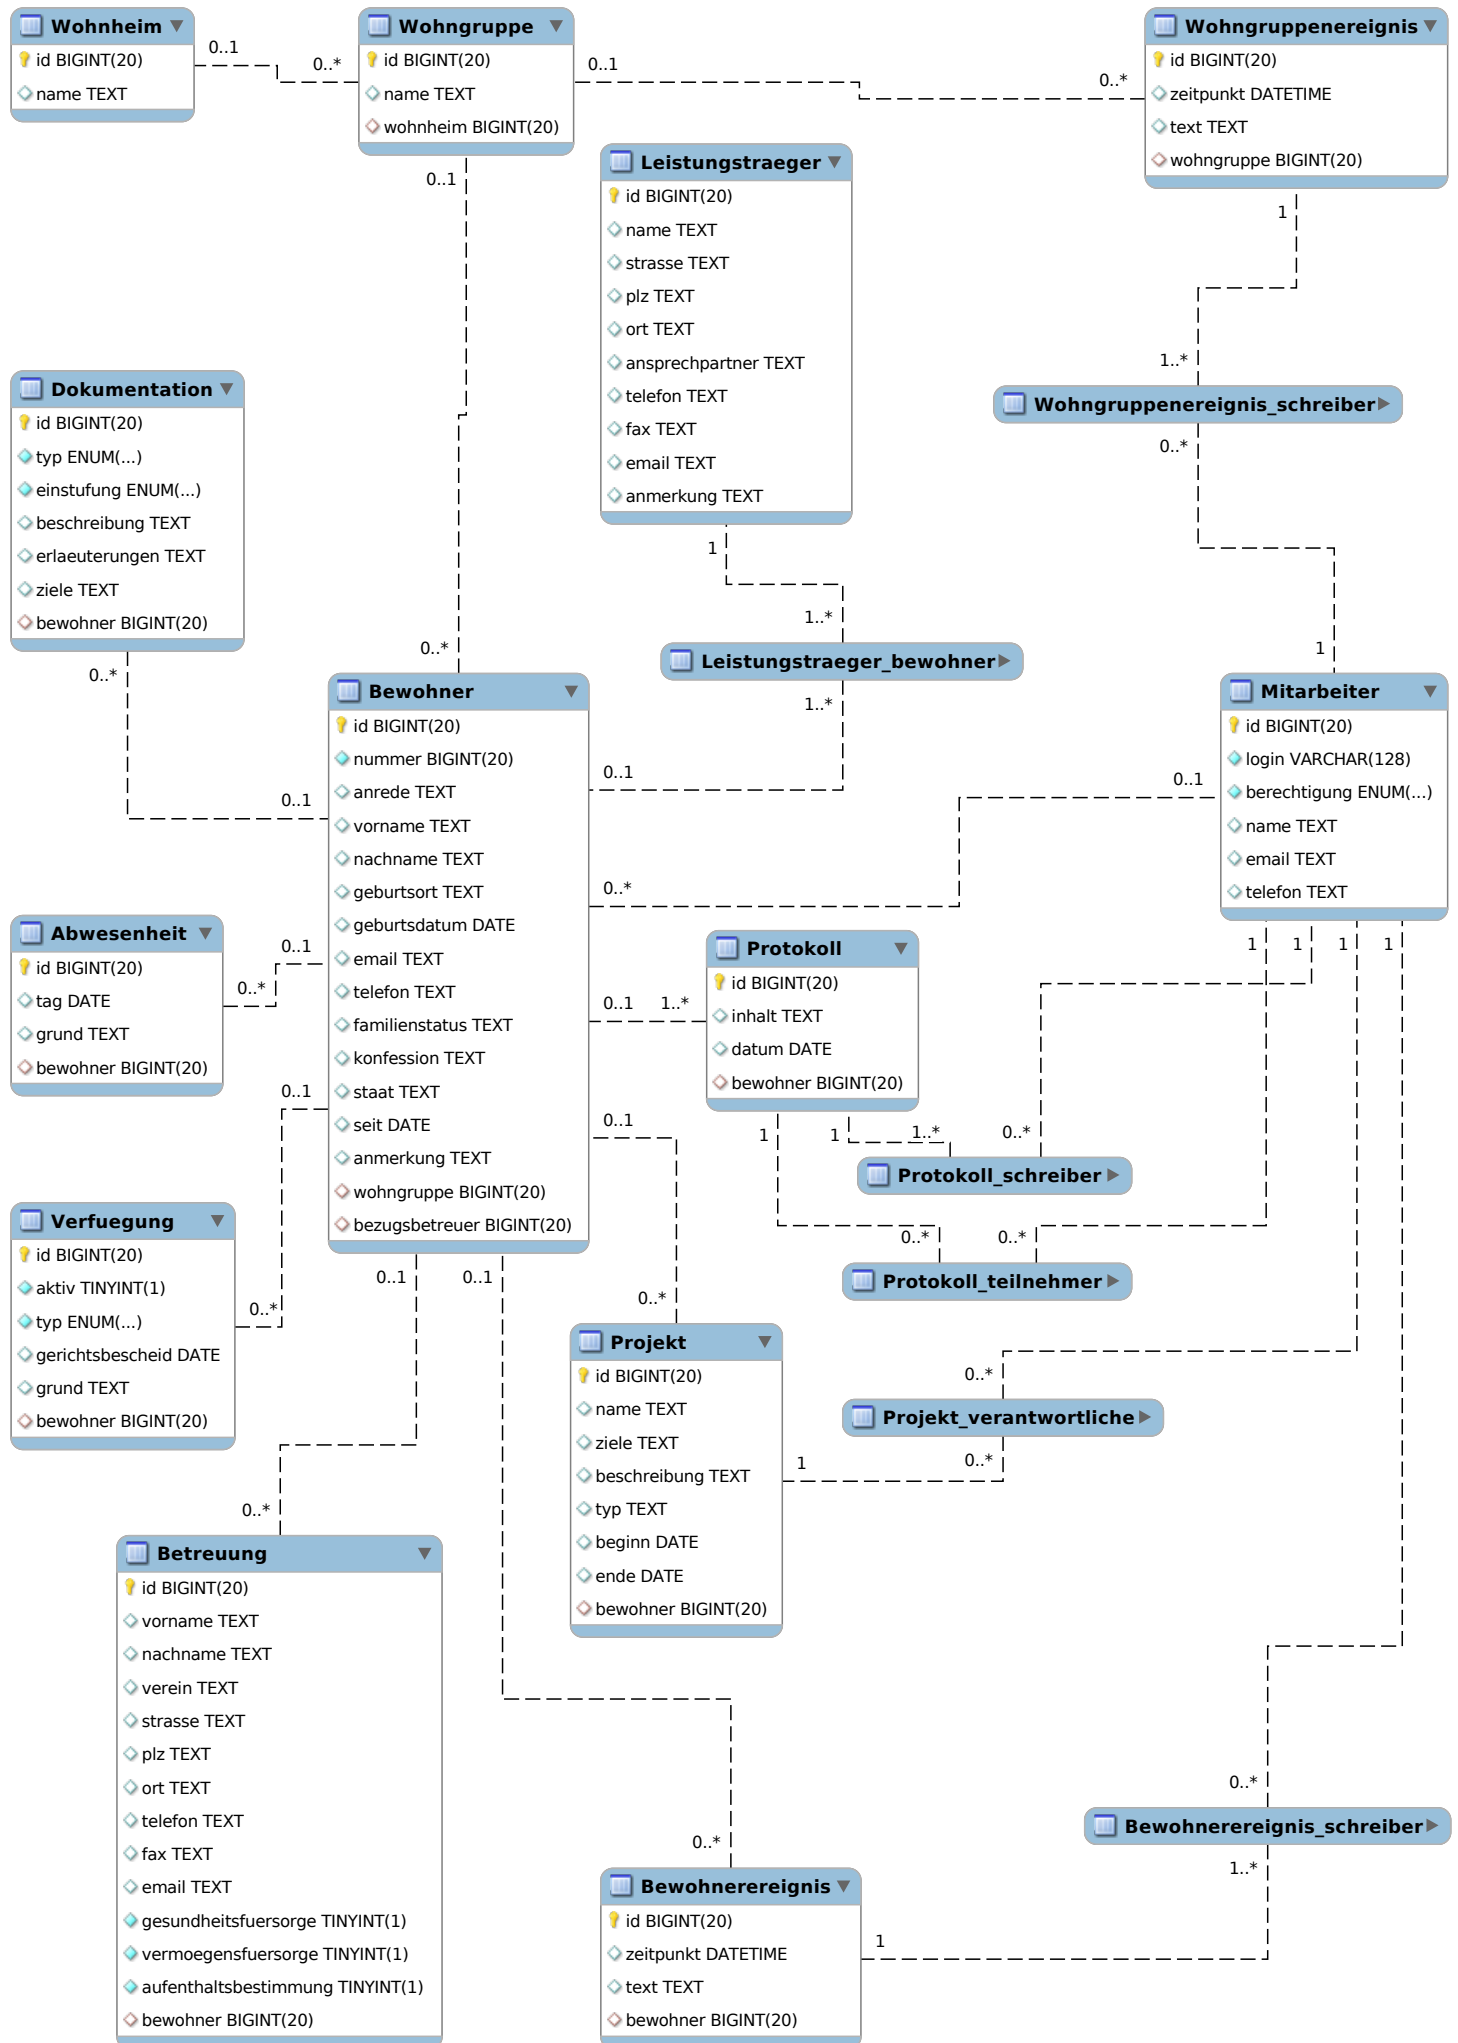 Wohnheim
id BIGINT(20)
name TEXT
0..1
0..*
Wohngruppe
id BIGINT(20)
name TEXT
wohnheim BIGINT(20)
0..1
0..*
Wohngruppenereignis
id BIGINT(20)
zeitpunkt DATETIME
text TEXT
wohngruppe BIGINT(20)
0..1
1
Leistungstraeger
id BIGINT(20)
name TEXT
strasse TEXT
plz TEXT
ort TEXT
ansprechpartner TEXT
telefon TEXT
fax TEXT
email TEXT
anmerkung TEXT
1..*
Wohngruppenereignis_schreiber
0..*
Dokumentation
id BIGINT(20)
typ ENUM(...)
einstufung ENUM(...)
beschreibung TEXT
erlaeuterungen TEXT
ziele TEXT
bewohner BIGINT(20)
0..*
0..1
1
1..*
Leistungstraeger_bewohner
1..*
0..1
0..*
Bewohner
id BIGINT(20)
nummer BIGINT(20)
anrede TEXT
vorname TEXT
nachname TEXT
geburtsort TEXT
geburtsdatum DATE
email TEXT
telefon TEXT
familienstatus TEXT
konfession TEXT
staat TEXT
seit DATE
anmerkung TEXT
wohngruppe BIGINT(20)
bezugsbetreuer BIGINT(20)
1
Mitarbeiter
id BIGINT(20)
login VARCHAR(128)
berechtigung ENUM(...)
name TEXT
email TEXT
telefon TEXT
0..1
0..*
1
1
1
1
Abwesenheit
id BIGINT(20)
tag DATE
grund TEXT
bewohner BIGINT(20)
0..1
0..*
Protokoll
id BIGINT(20)
inhalt TEXT
datum DATE
bewohner BIGINT(20)
0..1
1..*
1
1
1..*
0..*
Protokoll_schreiber
0..*
0..*
Protokoll_teilnehmer
Verfuegung
id BIGINT(20)
aktiv TINYINT(1)
typ ENUM(...)
gerichtsbescheid DATE
grund TEXT
bewohner BIGINT(20)
0..1
0..*
0..1
0..1
0..1
0..*
Projekt
id BIGINT(20)
name TEXT
ziele TEXT
beschreibung TEXT
typ TEXT
beginn DATE
ende DATE
bewohner BIGINT(20)
0..*
Projekt_verantwortliche
0..*
1
0..*
Betreuung
id BIGINT(20)
vorname TEXT
nachname TEXT
verein TEXT
strasse TEXT
plz TEXT
ort TEXT
telefon TEXT
fax TEXT
email TEXT
gesundheitsfuersorge TINYINT(1)
vermoegensfuersorge TINYINT(1)
aufenthaltsbestimmung TINYINT(1)
bewohner BIGINT(20)
0..*
Bewohnerereignis
id BIGINT(20)
zeitpunkt DATETIME
text TEXT
bewohner BIGINT(20)
0..*
Bewohnerereignis_schreiber
1..*
1